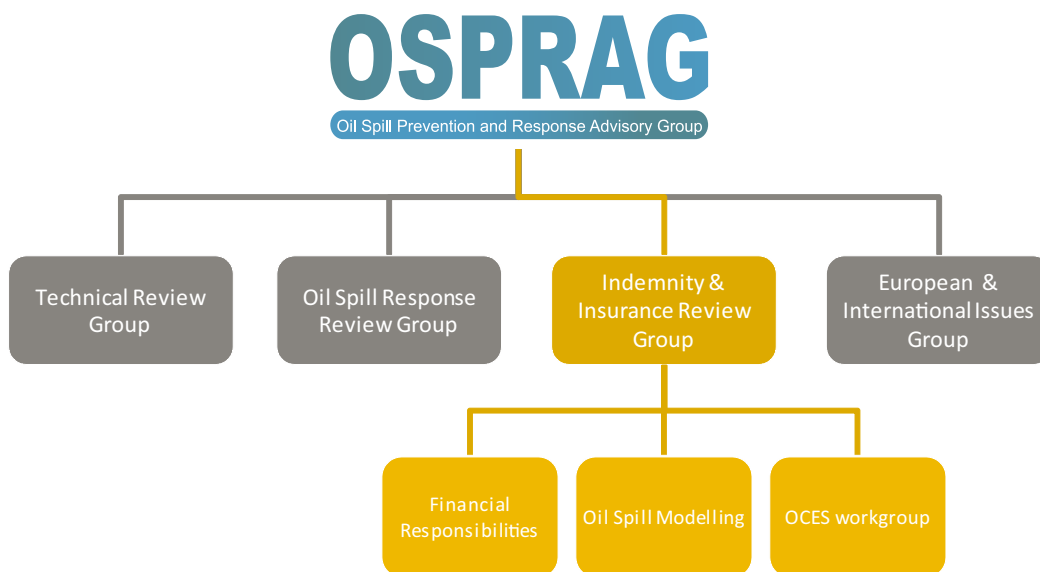 OSPRAG
Oil Spill Prevention and Response Advisory Group
Technical Review
Group
Oil Spill Response
Review Group
Indemnity &
Insurance Review
Group
European &
International Issues
Group
Financial
Responsibilities
Oil Spill Modelling
OCES workgroup